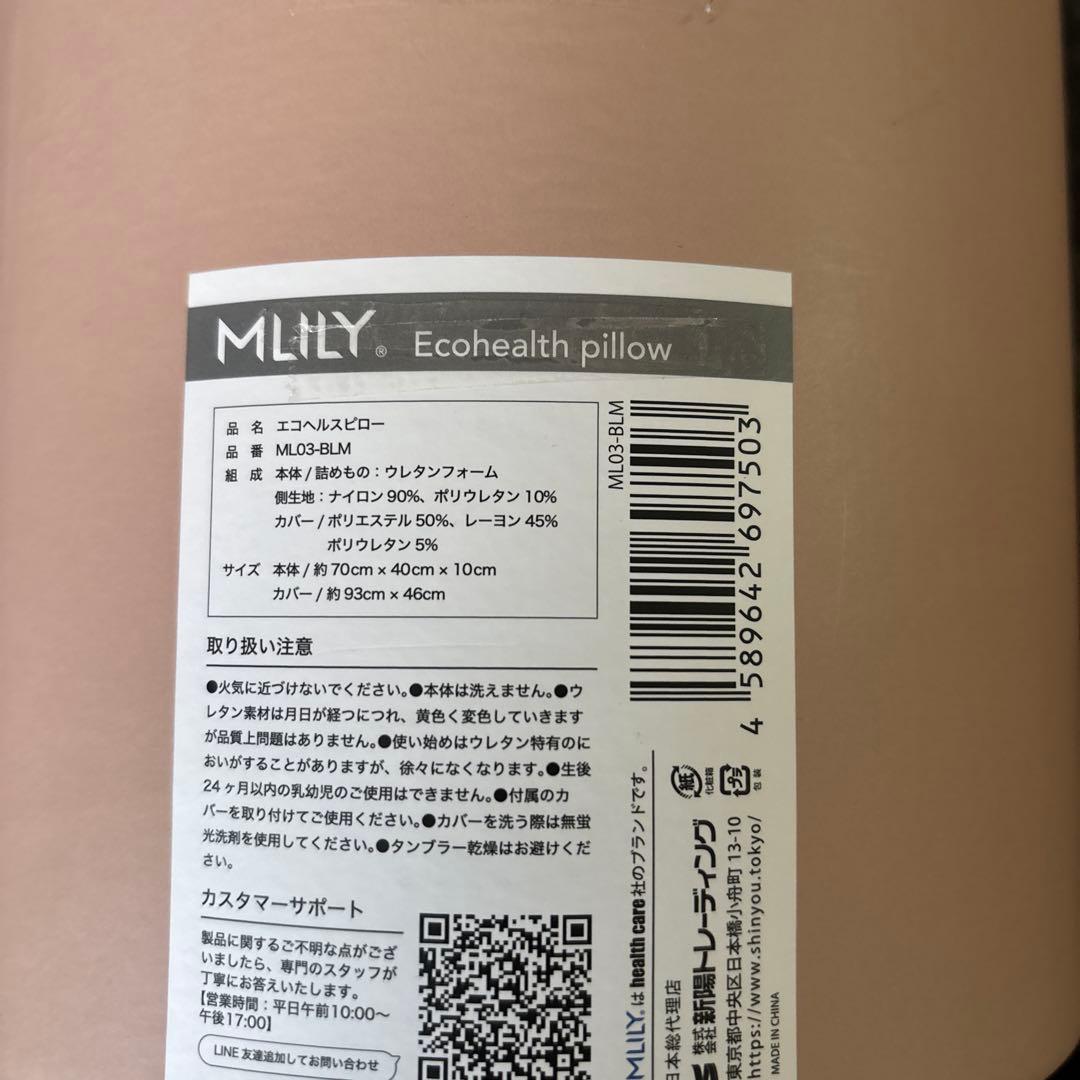 MLILY® Ecohealth pillow
品 名 エコヘルスピロー
品 番 ML03-BLM
組 成 本体 / 詰めもの：ウレタンフォーム
側生地：ナイロン 90%、ポリウレタン 10%
カバー / ポリエステル 50%、レーヨン 45%
ポリウレタン 5%
サイズ 本体 / 約 70cm × 40cm × 10cm
カバー / 約 93cm × 46cm
取り扱い注意
●火気に近づけないでください。●本体は洗えません。●ウ
レタン素材は月日が経つにつれ、黄色く変色していきます
が品質上問題はありません。●使い始めはウレタン特有のに
おいがすることがありますが、徐々になくなります。●生後
24 ヶ月以内の乳幼児のご使用はできません。●付属のカ
バーを取り付けてご使用ください。●カバーを洗う際は無蛍
光洗剤を使用してください。●タンブラー乾燥はお避けくだ
さい。
カスタマーサポート
製品に関するご不明な点がござ
いましたら、専門のスタッフが
丁寧にお答えいたします。
【営業時間：平日午前10:00～
午後17:00】
LINE 友達追加してお問い合わせ
ML03-BLM
4 589642 697503
紙 化粧箱
プラ 包装
MLILY. は health care 社のブランドです。
日本総代理店
株式会社 新陽トレーディング
東京都中央区日本橋小舟町 13-10
https://www.shinyou.tokyo/
MADE IN CHINA